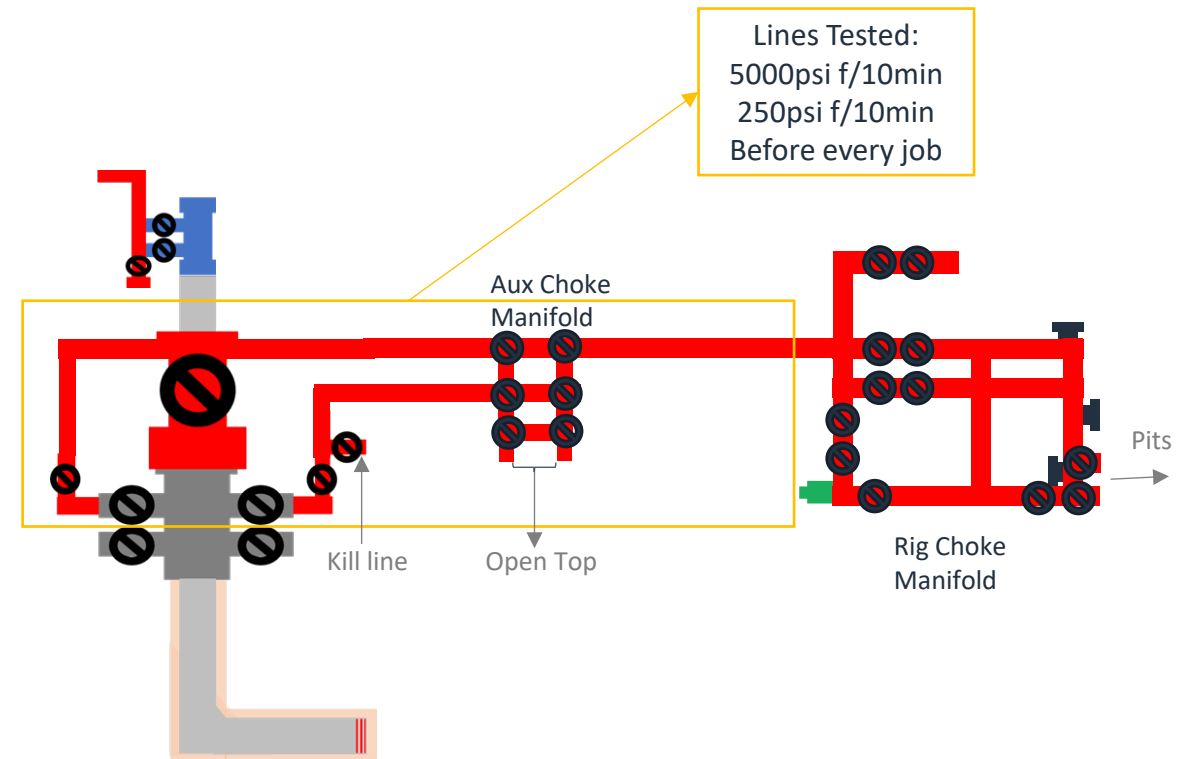 Lines Tested:
5000psi f/10min
250psi f/10min
Before every job
Aux Choke
Manifold
Pits
Kill line
Open Top
Rig Choke
Manifold